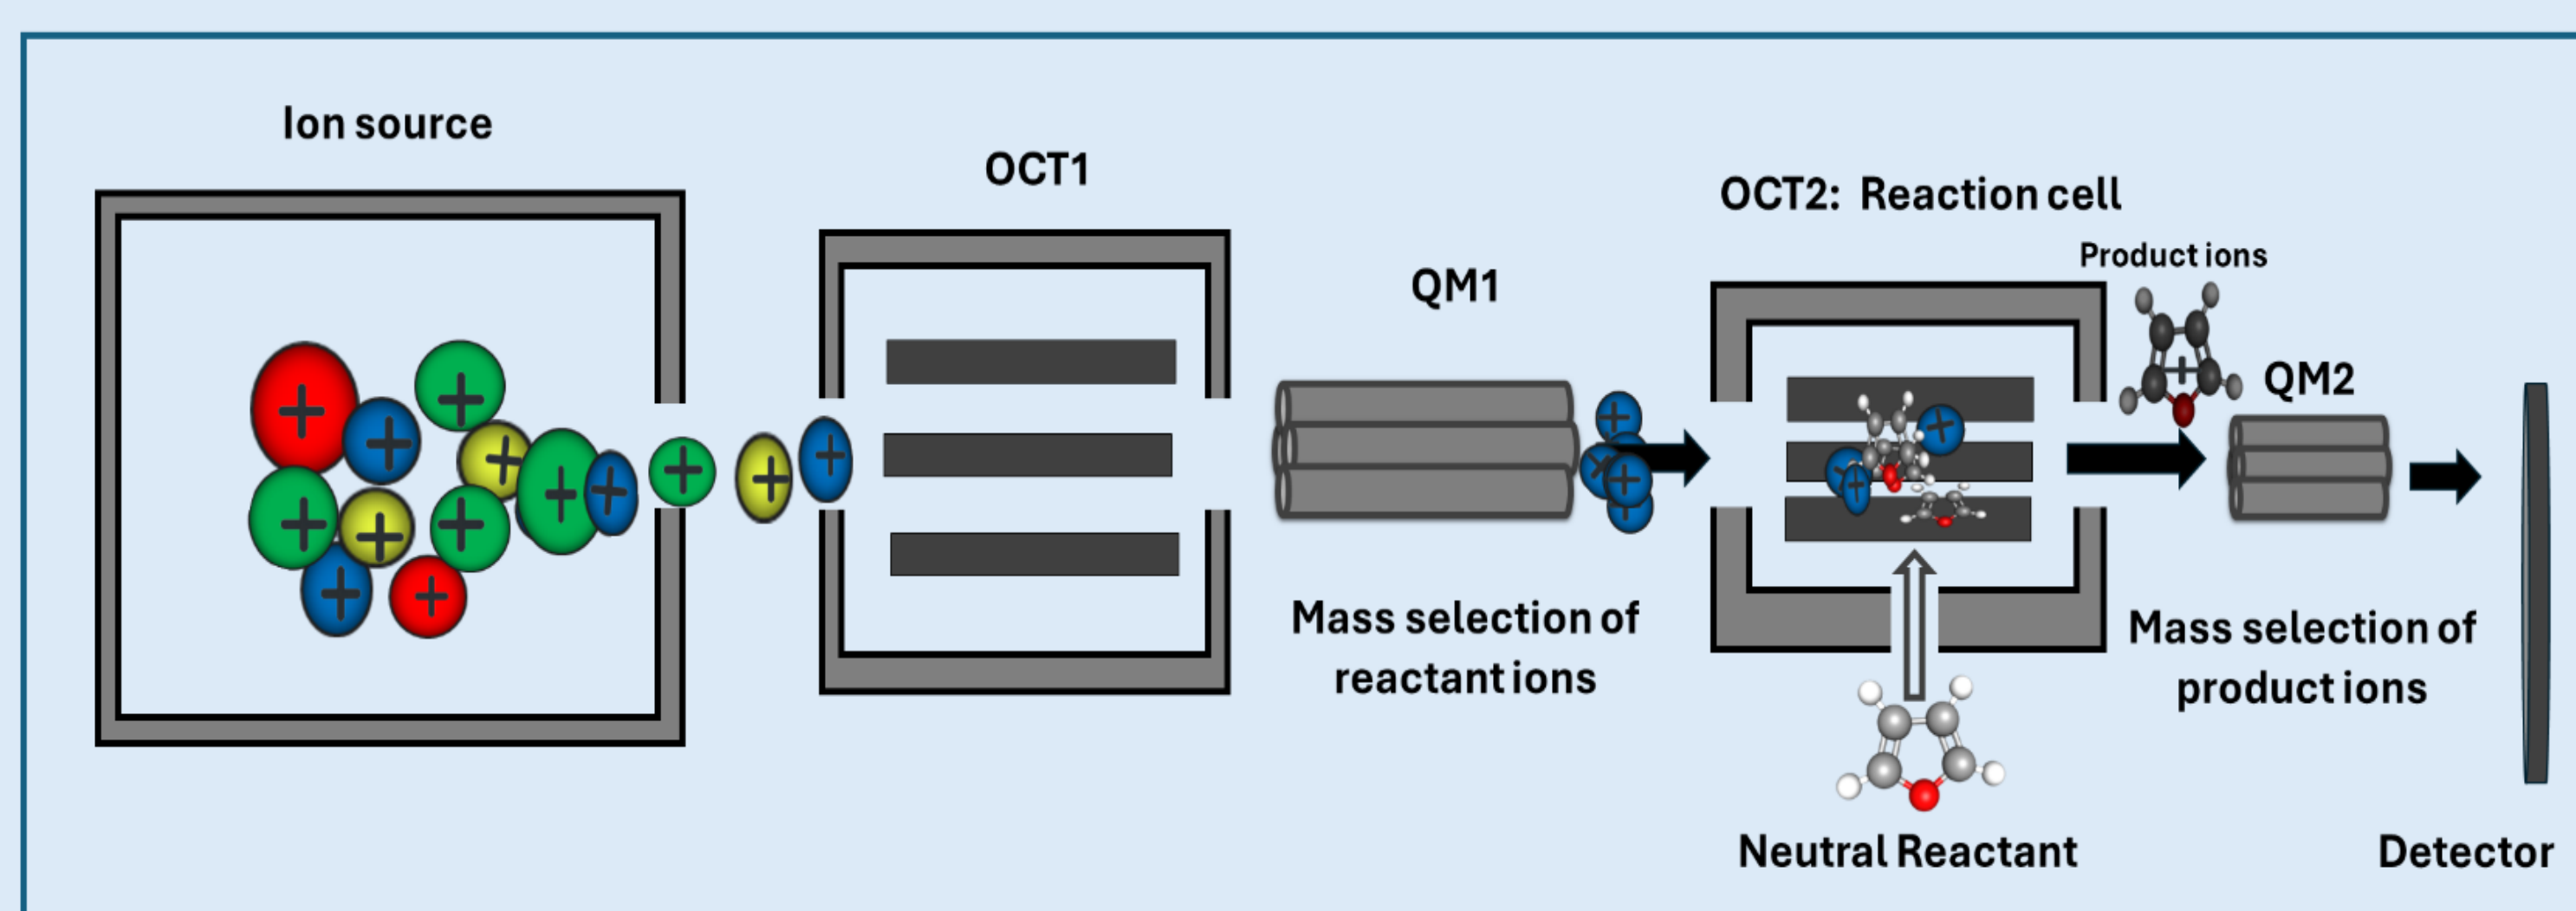 Ion source
OCT1
QM1
Mass selection of
reactant ions
OCT2: Reaction cell
Product ions
QM2
Mass selection of
product ions
Neutral Reactant
Detector